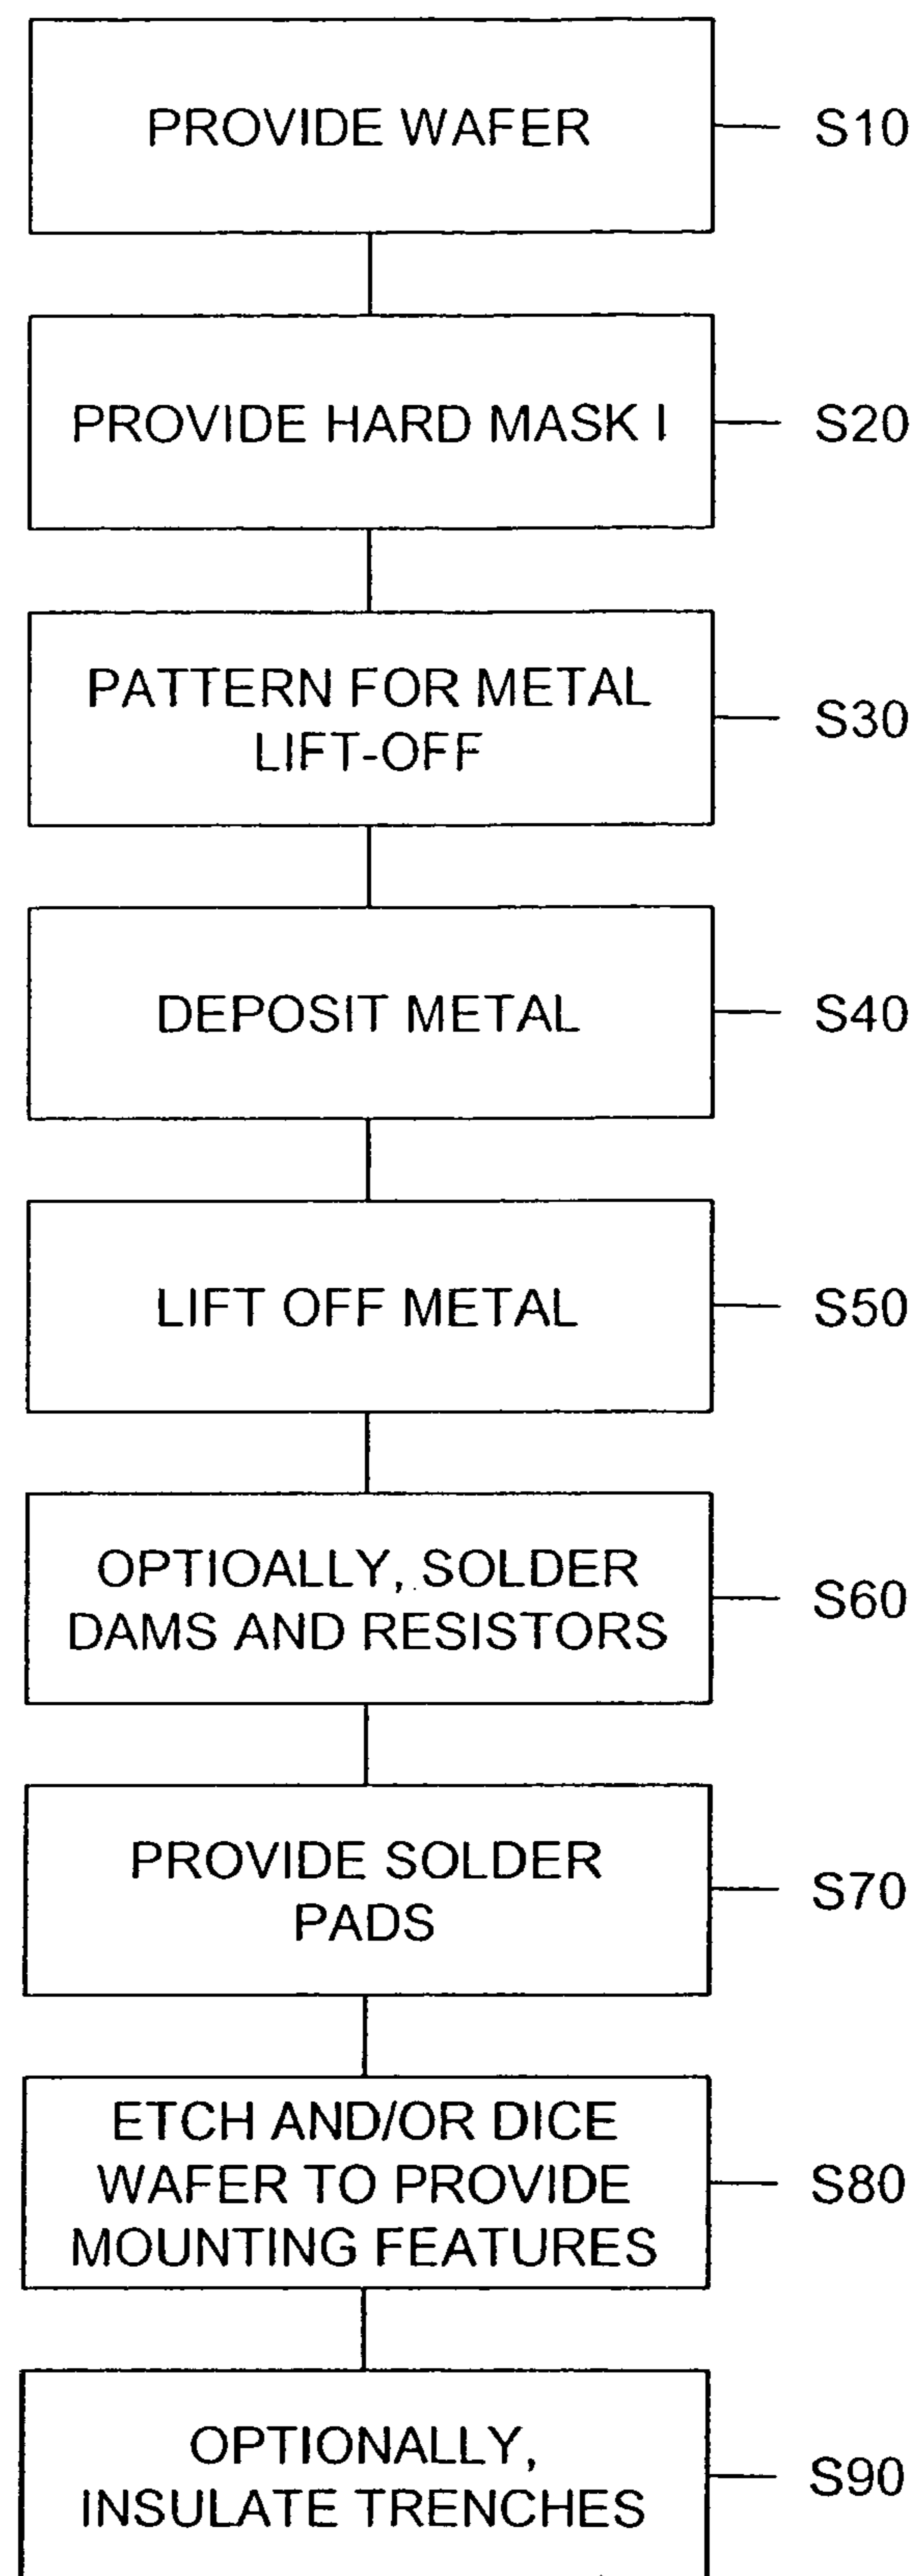 PROVIDE WAFER
S10
PROVIDE HARD MASK I
S20
PATTERN FOR METAL
LIFT-OFF
S30
DEPOSIT METAL
S40
LIFT OFF METAL
S50
OPTIOALLY, SOLDER
DAMS AND RESISTORS
S60
PROVIDE SOLDER
PADS
S70
ETCH AND/OR DICE
WAFER TO PROVIDE
MOUNTING FEATURES
S80
OPTIONALLY,
INSULATE TRENCHES
S90